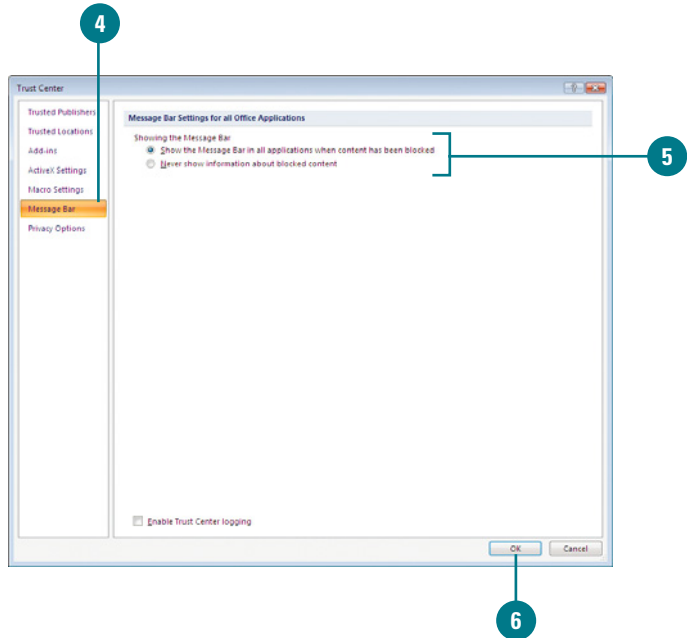 4
Trust Center
Trusted Publishers
Trusted Locations
Add-ins
ActiveX Settings
Macro Settings
Message Bar
Privacy Options
Message Bar Settings for all Office Applications
Showing the Message Bar
Show the Message Bar in all applications when content has been blocked
Never show information about blocked content
5
Enable Trust Center logging
OK
Cancel
6